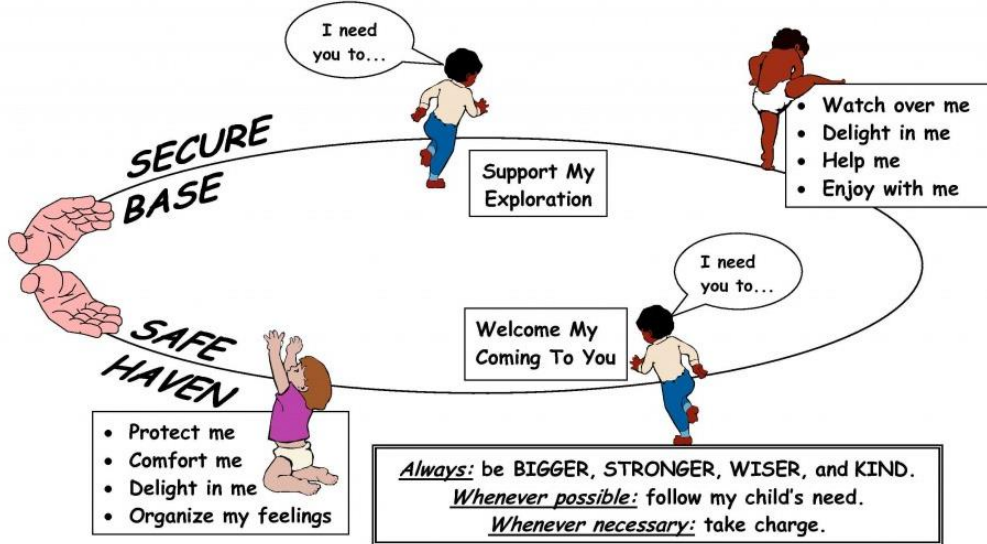 I need
you to...
SECURE
BASE
Support My
Exploration
• Watch over me
• Delight in me
• Help me
• Enjoy with me
I need
you to...
Welcome My
Coming To You
SAFE
HAVEN
• Protect me
• Comfort me
• Delight in me
• Organize my feelings
Always: be BIGGER, STRONGER, WISER, and KIND.
Whenever possible: follow my child's need.
Whenever necessary: take charge.